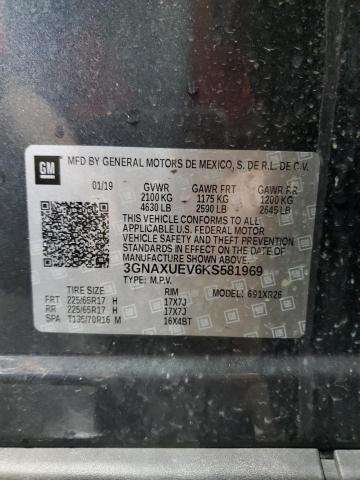 GM
MFD BY GENERAL MOTORS DE MEXICO, S. DE R.L. DE C.V.
01/19 GVWR GAWR FRT GAWR RR
2100 KG 1175 KG 1200 KG
4630 LB 2590 LB 2645 LB
THIS VEHICLE CONFORMS TO ALL
APPLICABLE U.S. FEDERAL MOTOR
VEHICLE SAFETY, BUMPER, AND
THEFT PREVENTION STANDARDS IN
EFFECT ON THE DATE OF
MANUFACTURE SHOWN ABOVE.
3GNAXUEV6KS581969
TYPE: M.P.V. MODEL: 691XR26
TIRE SIZE RIM
FRT 225/65R17 H 17X7J
RR 225/65R17 H 17X7J
SPA T135/70R16 M 16X4BT